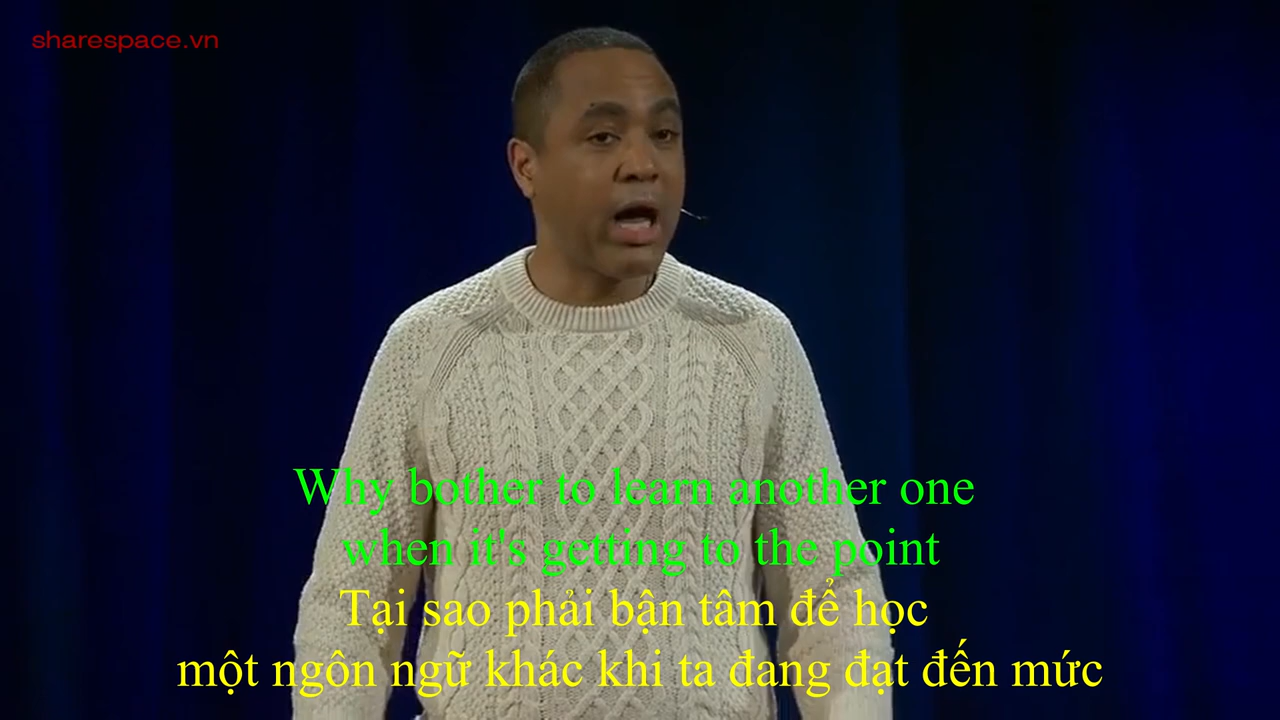 sharespace.vn
Why bother to learn another one
when it's getting to the point
Tại sao phải bận tâm để học
một ngôn ngữ khác khi ta đang đạt đến mức